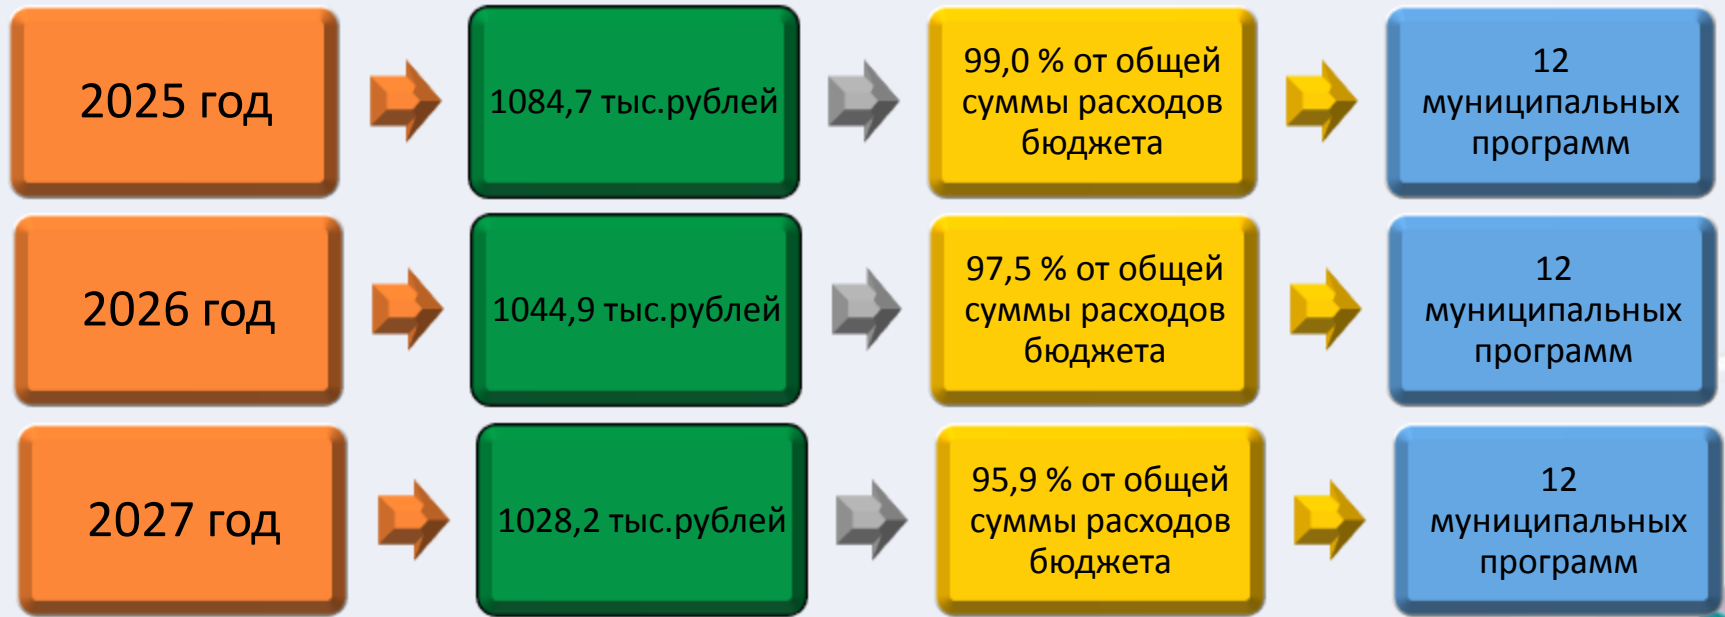 2025 год
1084,7 тыс.рублей
99,0 % от общей
суммы расходов
бюджета
12
муниципальных
программ
2026 год
1044,9 тыс.рублей
97,5 % от общей
суммы расходов
бюджета
12
муниципальных
программ
2027 год
1028,2 тыс.рублей
95,9 % от общей
суммы расходов
бюджета
12
муниципальных
программ